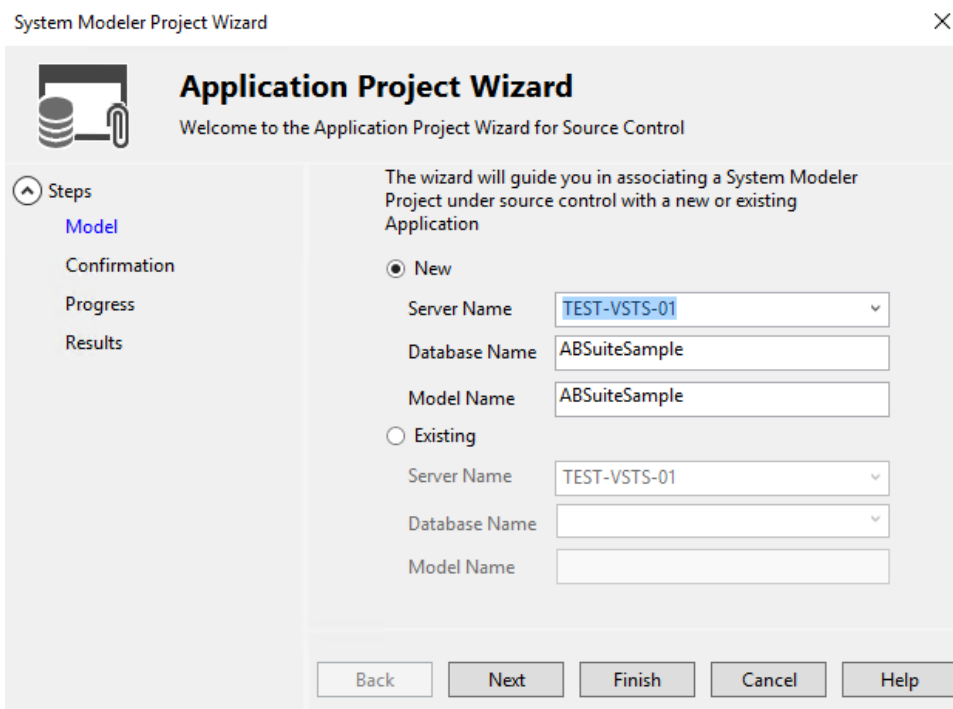 System Modeler Project Wizard
Application Project Wizard
Welcome to the Application Project Wizard for Source Control
Steps
Model
Confirmation
Progress
Results
The wizard will guide you in associating a System Modeler
Project under source control with a new or existing
Application
New
Server Name TEST-VSTS-01
Database Name ABSuiteSample
Model Name ABSuiteSample
Existing
Server Name TEST-VSTS-01
Database Name
Model Name
Back Next Finish Cancel Help